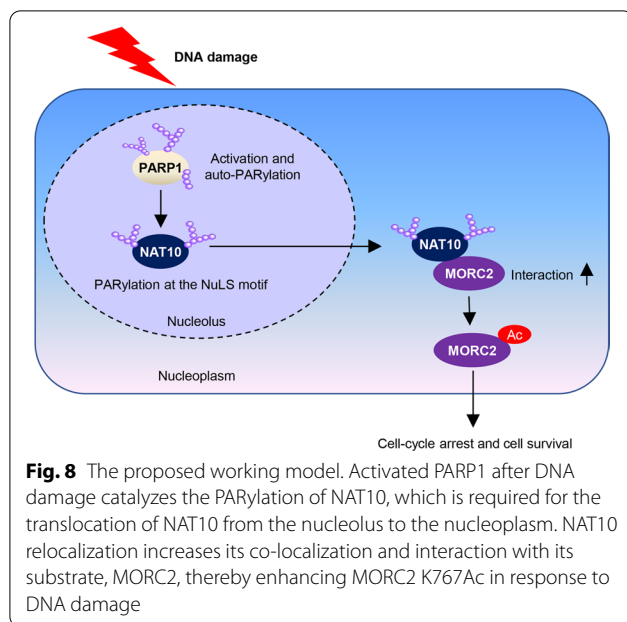 DNA damage
PARP1
Activation and
auto-PARylation
NAT10
PARylation at the NuLS motif
Nucleolus
NAT10
MORC2
Interaction
Ac
MORC2
Nucleoplasm
Cell-cycle arrest and cell survival
Fig. 8 The proposed working model. Activated PARP1 after DNA
damage catalyzes the PARylation of NAT10, which is required for the
translocation of NAT10 from the nucleolus to the nucleoplasm. NAT10
relocalization increases its co-localization and interaction with its
substrate, MORC2, thereby enhancing MORC2 K767Ac in response to
DNA damage